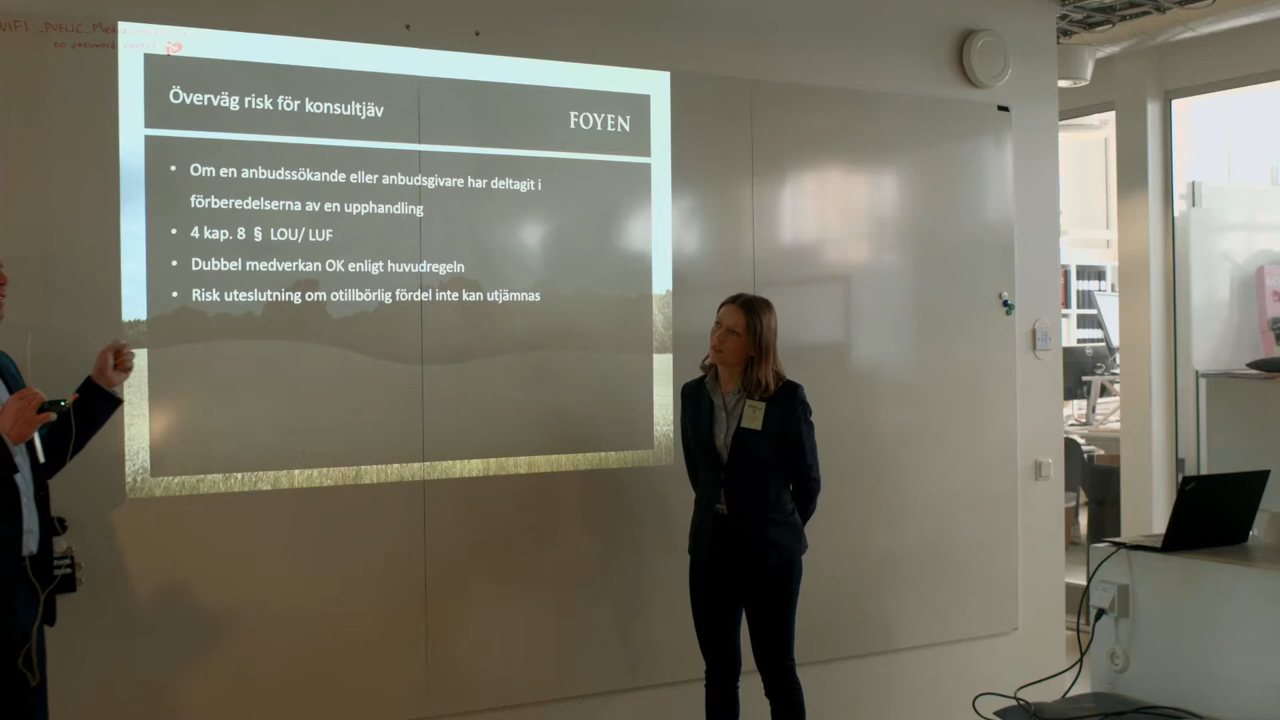 WIFI_PUBLIC_
Överväg risk för konsultjäv
FOYEN
• Om en anbudssökande eller anbudsgivare har deltagit i
förberedelserna av en upphandling
• 4 kap. 8 § LOU/ LUF
• Dubbel medverkan OK enligt huvudregeln
• Risk uteslutning om otillbörlig fördel inte kan utjämnas